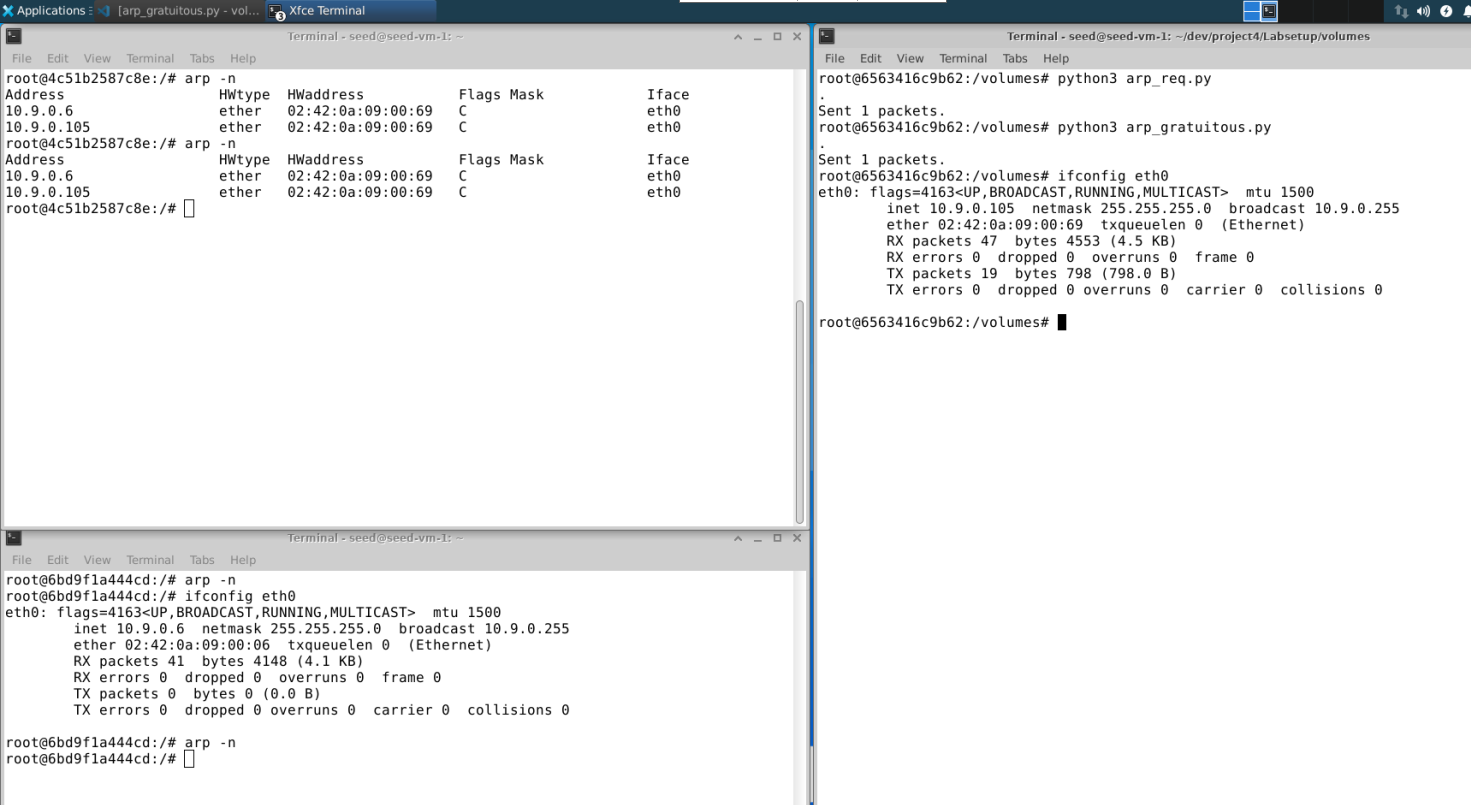 Applications
[arp_gratuitous.py - vol...
Xfce Terminal
3
Terminal - seed@seed-vm-1: ~
File Edit View Terminal Tabs Help
root@4c51b2587c8e:/# arp -n
Address HWtype HWaddress Flags Mask Iface
10.9.0.6 ether 02:42:0a:09:00:69 C eth0
10.9.0.105 ether 02:42:0a:09:00:69 C eth0
root@4c51b2587c8e:/# arp -n
Address HWtype HWaddress Flags Mask Iface
10.9.0.6 ether 02:42:0a:09:00:69 C eth0
10.9.0.105 ether 02:42:0a:09:00:69 C eth0
root@4c51b2587c8e:/#
Terminal - seed@seed-vm-1: ~
File Edit View Terminal Tabs Help
root@6bd9f1a444cd:/# arp -n
root@6bd9f1a444cd:/# ifconfig eth0
eth0: flags=4163<UP,BROADCAST,RUNNING,MULTICAST> mtu 1500
inet 10.9.0.6 netmask 255.255.255.0 broadcast 10.9.0.255
ether 02:42:0a:09:00:06 txqueuelen 0 (Ethernet)
RX packets 41 bytes 4148 (4.1 KB)
RX errors 0 dropped 0 overruns 0 frame 0
TX packets 0 bytes 0 (0.0 B)
TX errors 0 dropped 0 overruns 0 carrier 0 collisions 0
root@6bd9f1a444cd:/# arp -n
root@6bd9f1a444cd:/#
Terminal - seed@seed-vm-1: ~/dev/project4/Labsetup/volumes
File Edit View Terminal Tabs Help
root@6563416c9b62:/volumes# python3 arp_req.py
.
Sent 1 packets.
root@6563416c9b62:/volumes# python3 arp_gratuitous.py
.
Sent 1 packets.
root@6563416c9b62:/volumes# ifconfig eth0
eth0: flags=4163<UP,BROADCAST,RUNNING,MULTICAST> mtu 1500
inet 10.9.0.105 netmask 255.255.255.0 broadcast 10.9.0.255
ether 02:42:0a:09:00:69 txqueuelen 0 (Ethernet)
RX packets 47 bytes 4553 (4.5 KB)
RX errors 0 dropped 0 overruns 0 frame 0
TX packets 19 bytes 798 (798.0 B)
TX errors 0 dropped 0 overruns 0 carrier 0 collisions 0
root@6563416c9b62:/volumes#